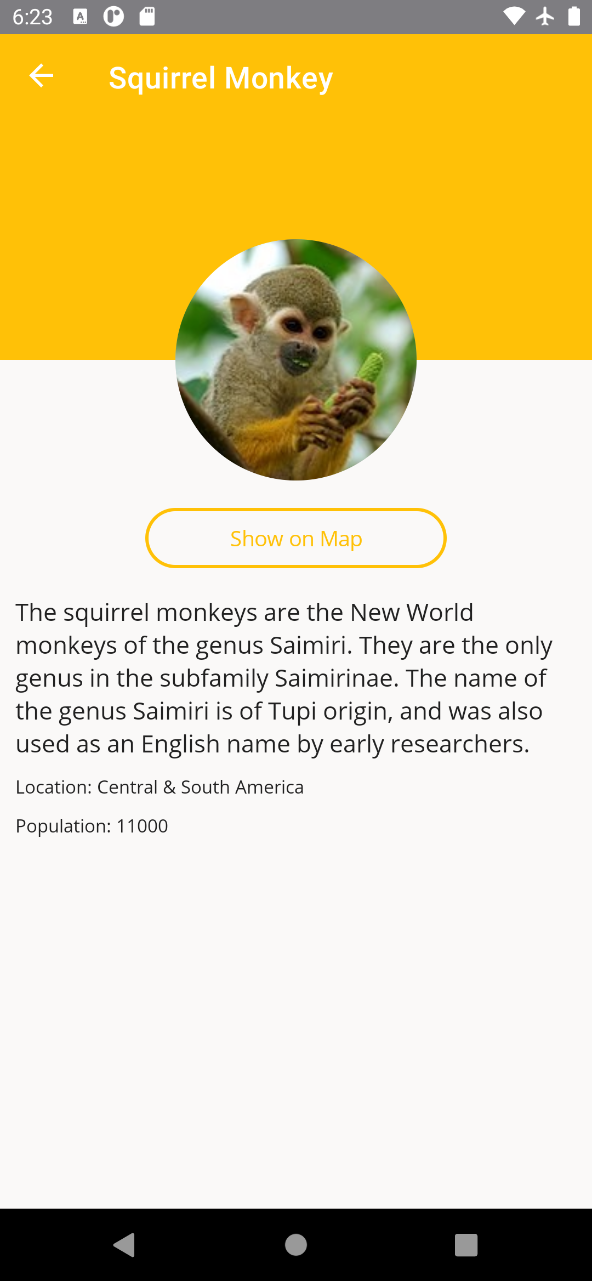 6:23
Squirrel Monkey
Show on Map
The squirrel monkeys are the New World
monkeys of the genus Saimiri. They are the only
genus in the subfamily Saimirinae. The name of
the genus Saimiri is of Tupi origin, and was also
used as an English name by early researchers.
Location: Central & South America
Population: 11000